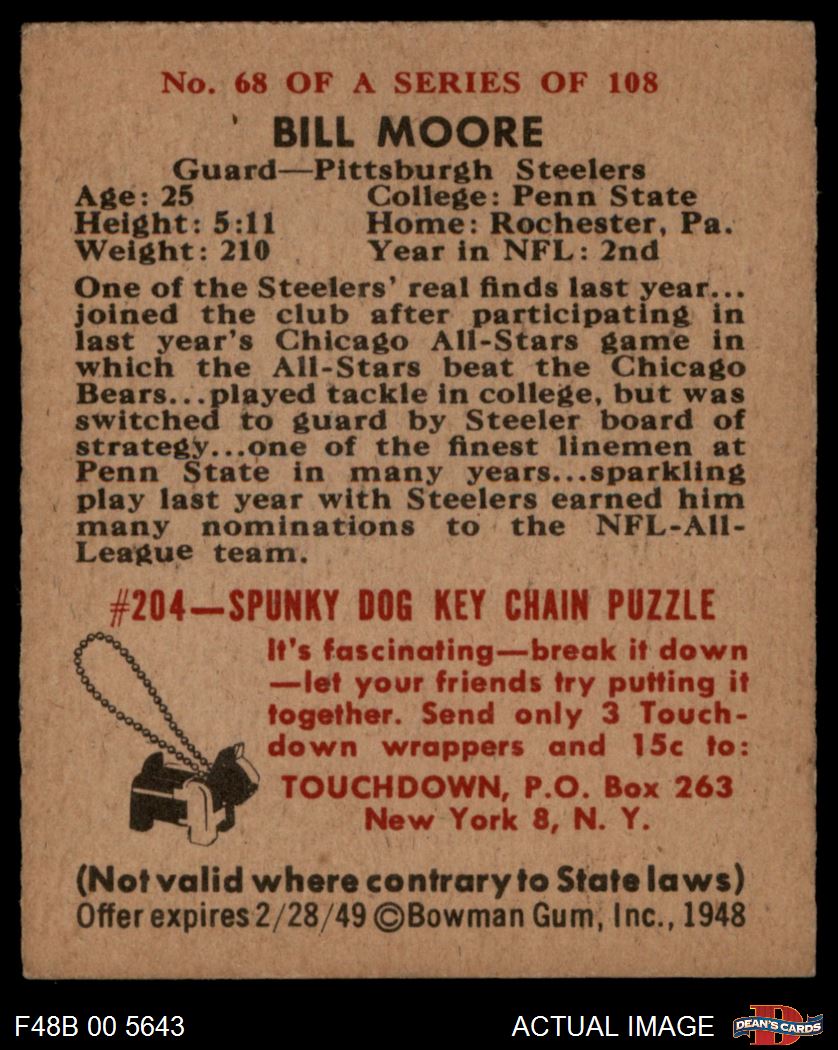 No. 68 OF A SERIES OF 108
BILL MOORE
Guard—Pittsburgh Steelers
Age: 25 College: Penn State
Height: 5:11 Home: Rochester, Pa.
Weight: 210 Year in NFL: 2nd
One of the Steelers' real finds last year...
joined the club after participating in
last year's Chicago All-Stars game in
which the All-Stars beat the Chicago
Bears...played tackle in college, but was
switched to guard by Steeler board of
strategy...one of the finest linemen at
Penn State in many years...sparkling
play last year with Steelers earned him
many nominations to the NFL-All-
League team.
#204—SPUNKY DOG KEY CHAIN PUZZLE
It's fascinating—break it down
—let your friends try putting it
together. Send only 3 Touch-
down wrappers and 15c to:
TOUCHDOWN, P.O. Box 263
New York 8, N. Y.
(Not valid where contrary to State laws)
Offer expires 2/28/49 ©Bowman Gum, Inc., 1948
F48B 00 5643 ACTUAL IMAGE D DEAN'S CARDS